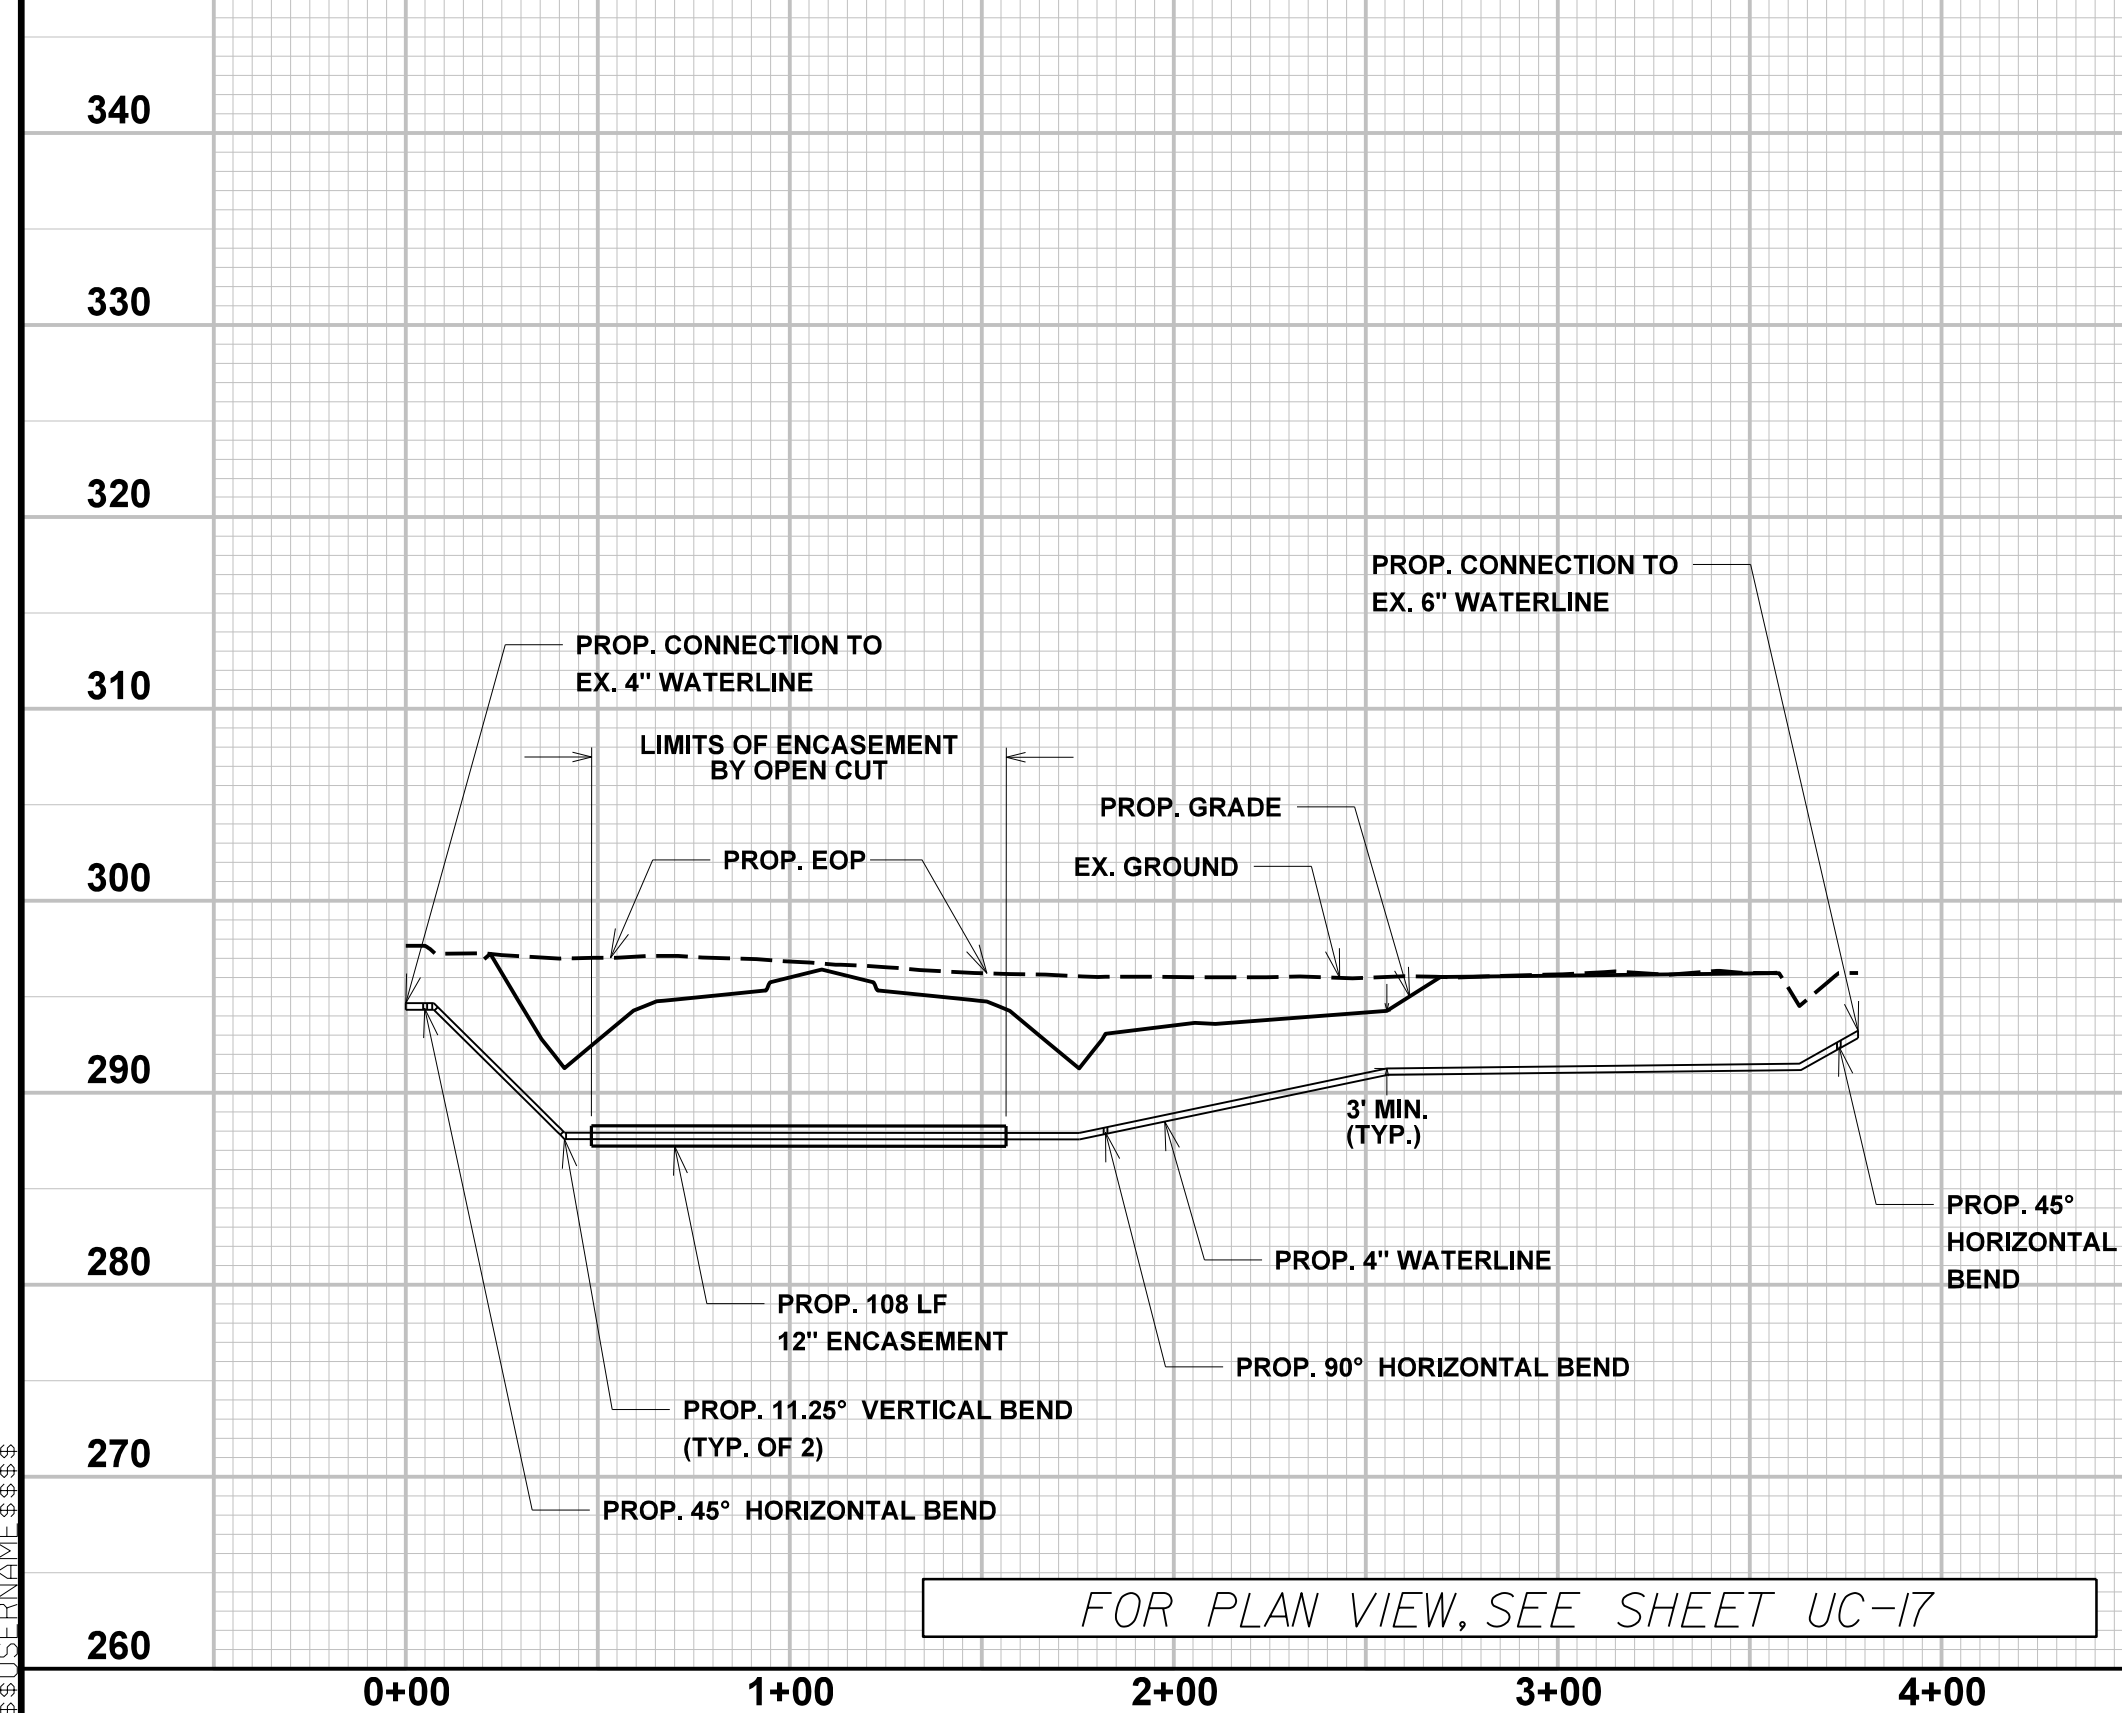 340
330
320
310
300
290
280
270
260
PROP. CONNECTION TO
EX. 6" WATERLINE
PROP. CONNECTION TO
EX. 4" WATERLINE
LIMITS OF ENCASEMENT
BY OPEN CUT
PROP. GRADE
PROP. EOP
EX. GROUND
3' MIN.
(TYP.)
PROP. 45°
HORIZONTAL
BEND
PROP. 4" WATERLINE
PROP. 108 LF
12" ENCASEMENT
PROP. 90° HORIZONTAL BEND
PROP. 11.25° VERTICAL BEND
(TYP. OF 2)
PROP. 45° HORIZONTAL BEND
FOR PLAN VIEW, SEE SHEET UC-17
0+00 1+00 2+00 3+00 4+00